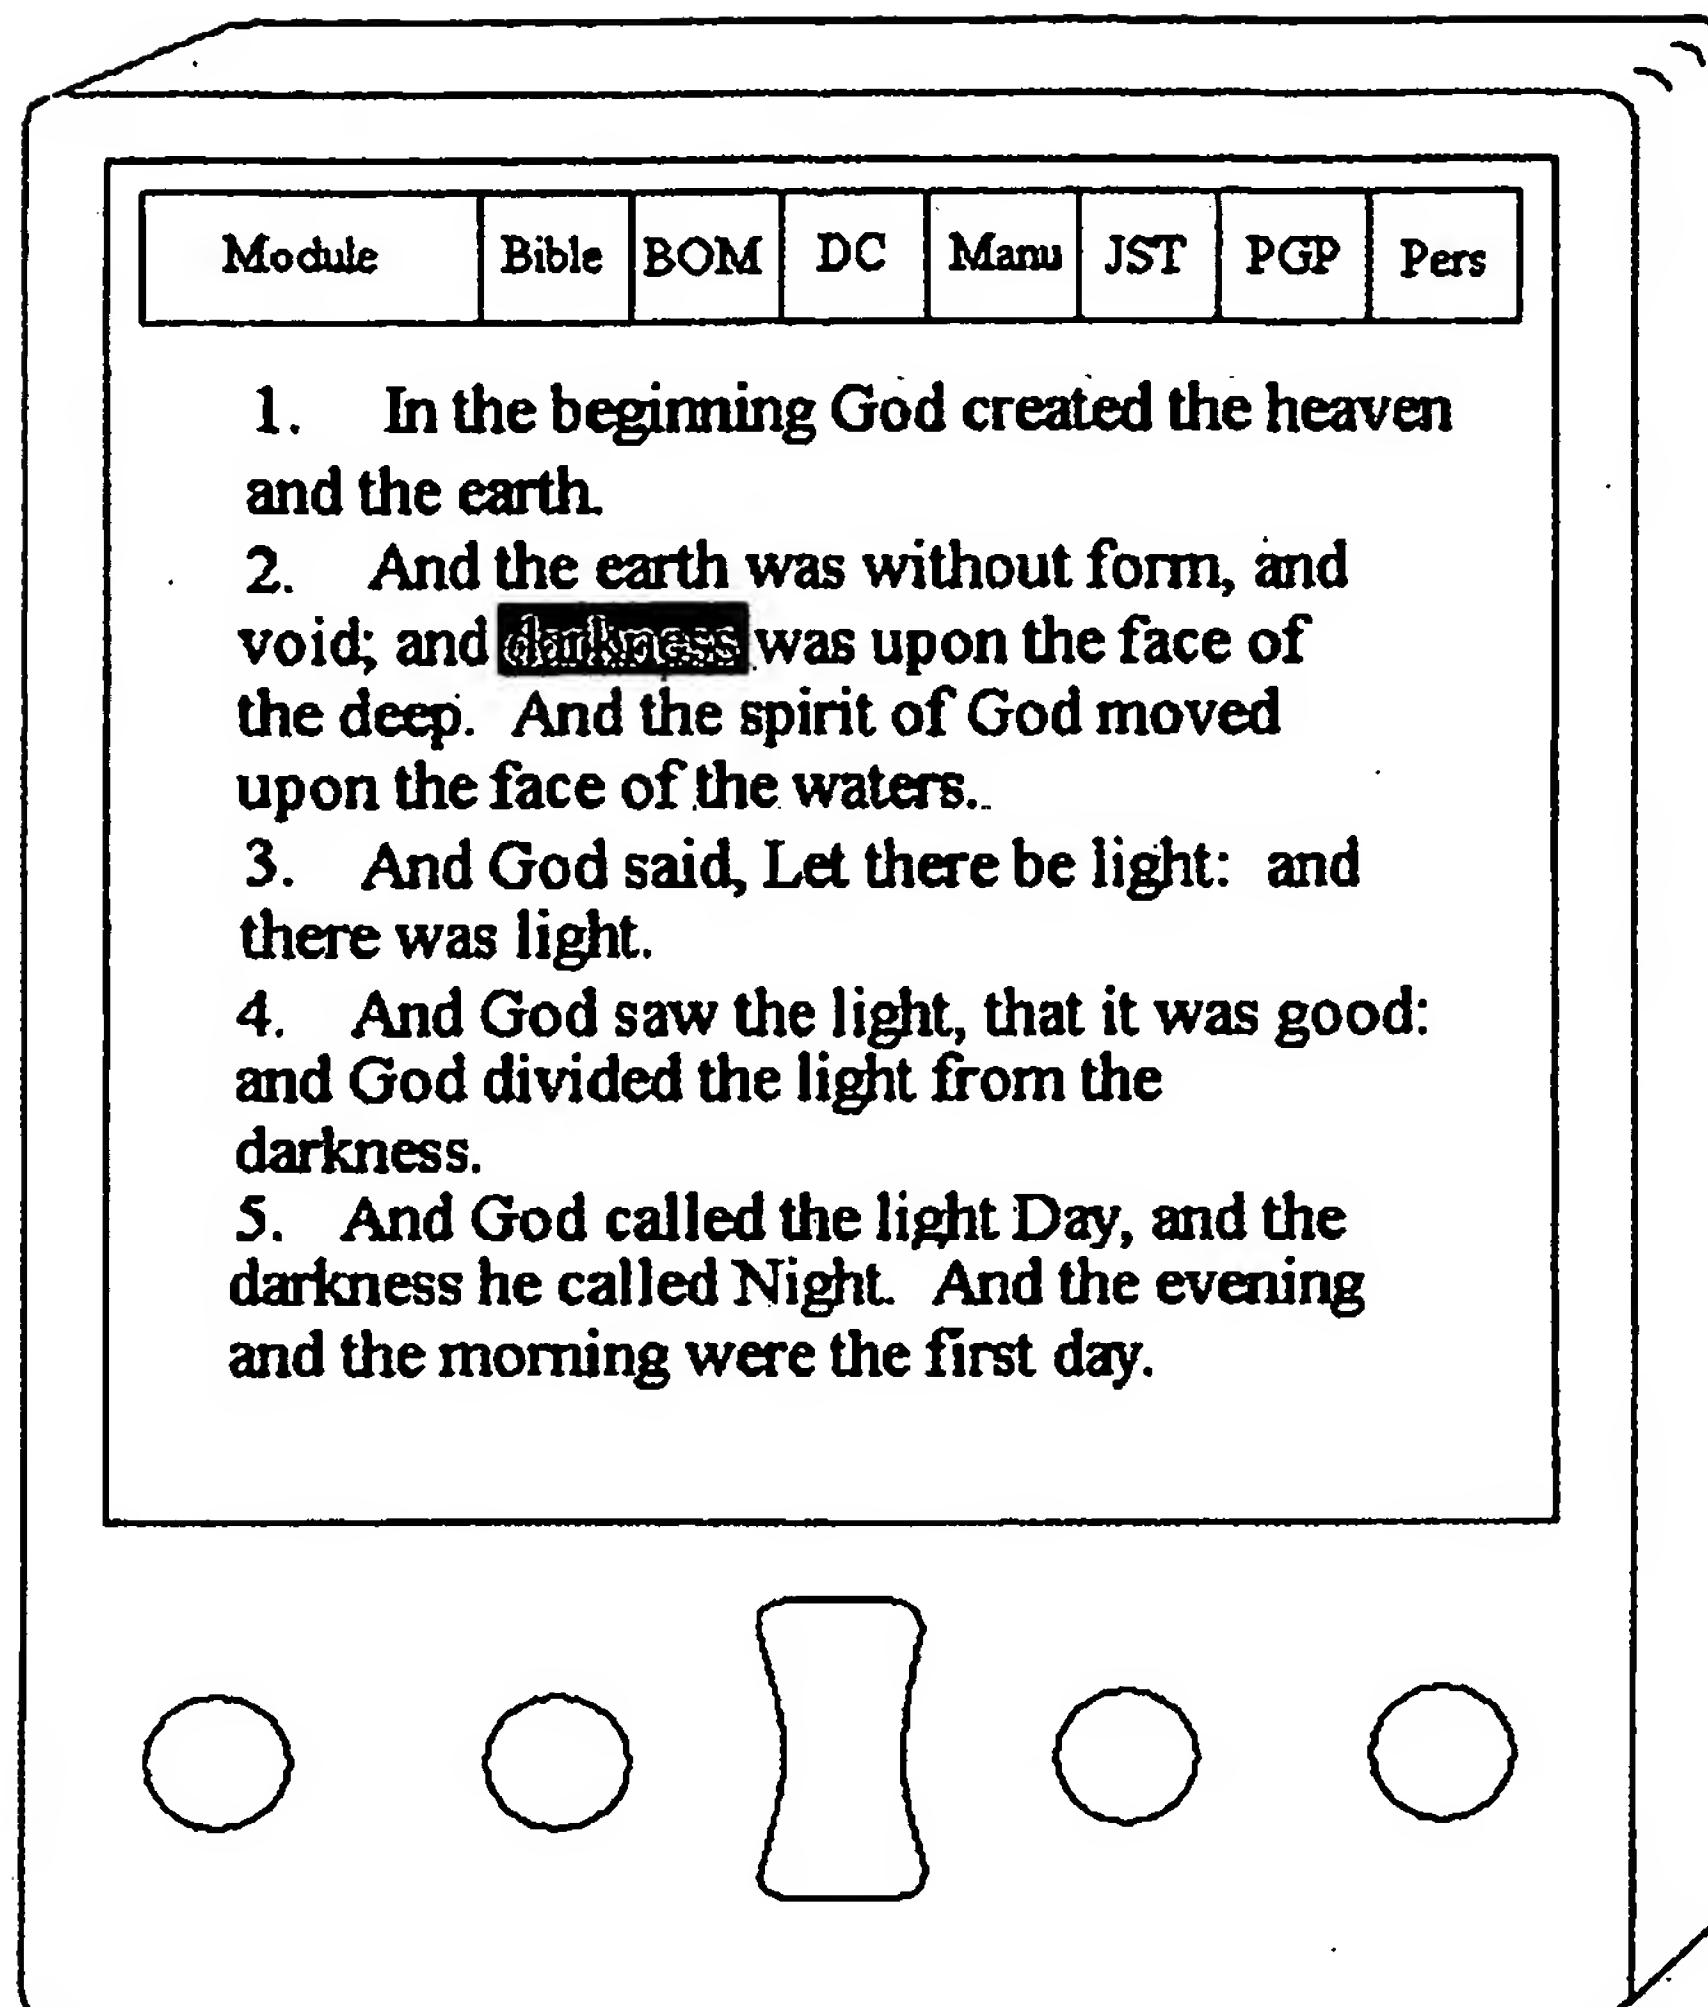 Module Bible BOM DC Manu JST PGP Pers
1. In the beginning God created the heaven
and the earth.
2. And the earth was without form, and
void; and darkness was upon the face of
the deep. And the spirit of God moved
upon the face of the waters.
3. And God said, Let there be light: and
there was light.
4. And God saw the light, that it was good:
and God divided the light from the
darkness.
5. And God called the light Day, and the
darkness he called Night. And the evening
and the morning were the first day.